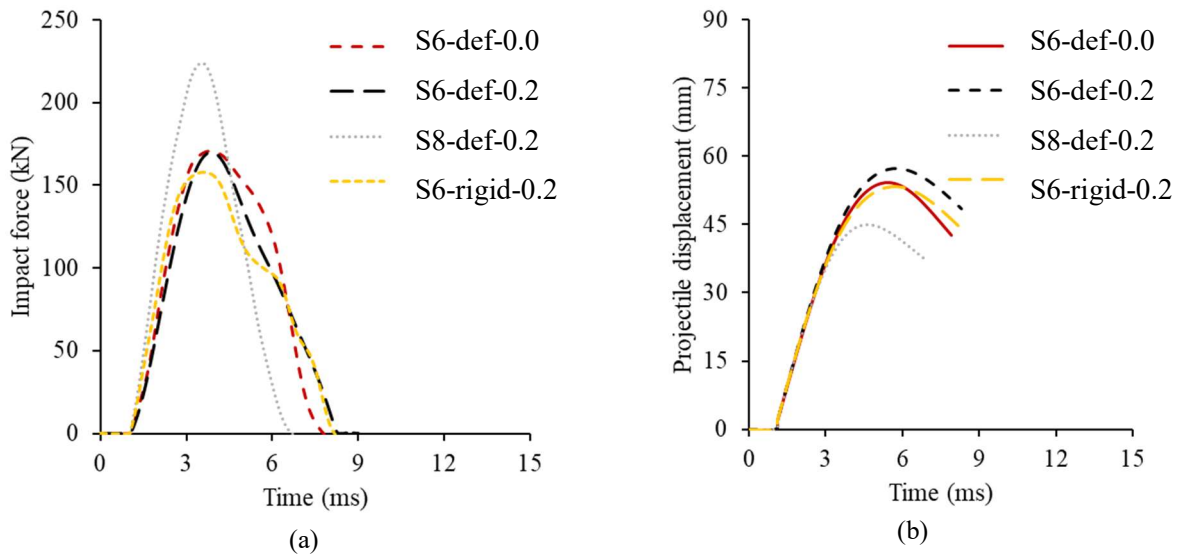 250
200
150
100
50
0
Impact force (kN)
0 3 6 9 12 15
Time (ms)
S6-def-0.0
S6-def-0.2
S8-def-0.2
S6-rigid-0.2
(a)
90
75
60
45
30
15
0
Projectile displacement (mm)
0 3 6 9 12 15
Time (ms)
S6-def-0.0
S6-def-0.2
S8-def-0.2
S6-rigid-0.2
(b)